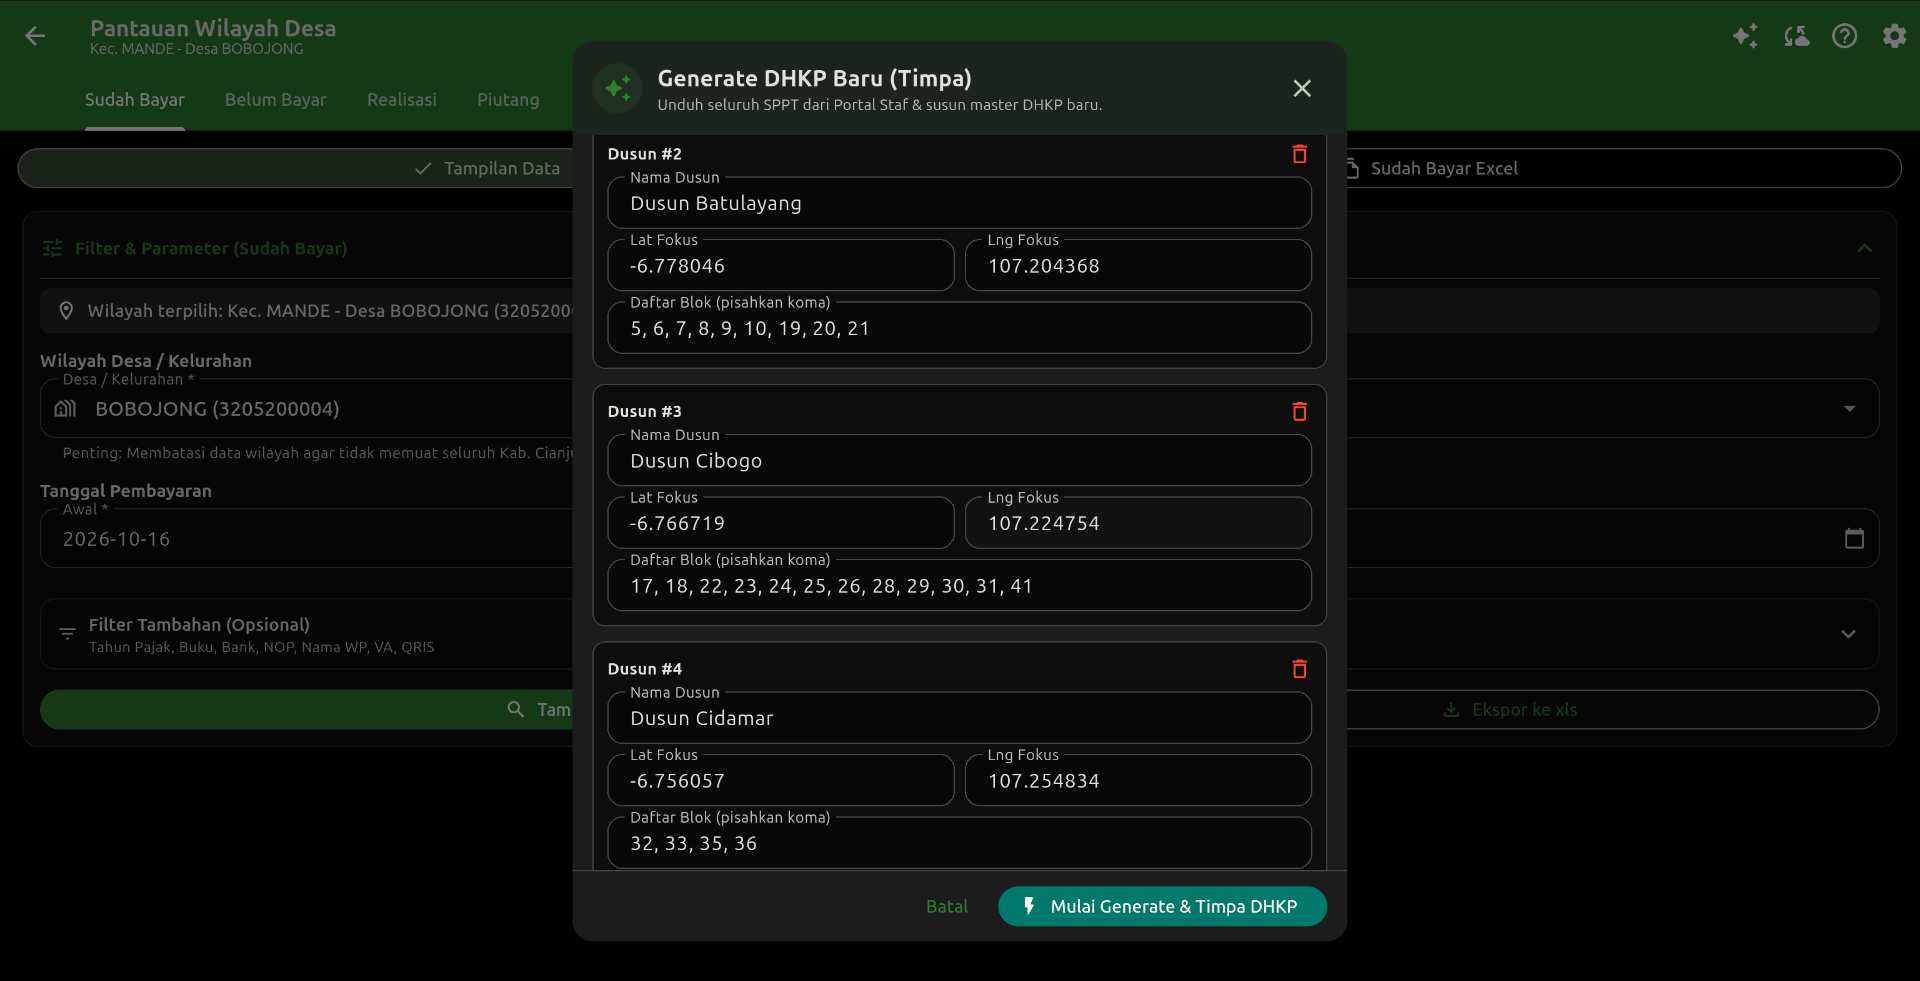 Pantauan Wilayah Desa
Kec. MANDE - Desa BOBOJONG
Sudah Bayar
Belum Bayar
Realisasi
Piutang
Tampilan Data
Sudah Bayar Excel
Filter & Parameter (Sudah Bayar)
Wilayah terpilih: Kec. MANDE - Desa BOBOJONG (320520
Wilayah Desa / Kelurahan
Desa / Kelurahan *
BOBOJONG (3205200004)
Penting: Membatasi data wilayah agar tidak memuat seluruh Kab.
Tanggal Pembayaran
Awal *
2026-10-16
Filter Tambahan (Opsional)
Tahun Pajak, Buku, Bank, NOP, Nama WP, VA, QRIS
Ekspor ke xls
Generate DHKP Baru (Timpa)
Unduh seluruh SPPT dari Portal Staf & susun master DHKP baru.
Dusun #2
Nama Dusun
Dusun Batulayang
Lat Fokus
-6.778046
Lng Fokus
107.204368
Daftar Blok (pisahkan koma)
5, 6, 7, 8, 9, 10, 19, 20, 21
Dusun #3
Nama Dusun
Dusun Cibogo
Lat Fokus
-6.766719
Lng Fokus
107.224754
Daftar Blok (pisahkan koma)
17, 18, 22, 23, 24, 25, 26, 28, 29, 30, 31, 41
Dusun #4
Nama Dusun
Dusun Cidamar
Lat Fokus
-6.756057
Lng Fokus
107.254834
Daftar Blok (pisahkan koma)
32, 33, 35, 36
Batal
Mulai Generate & Timpa DHKP